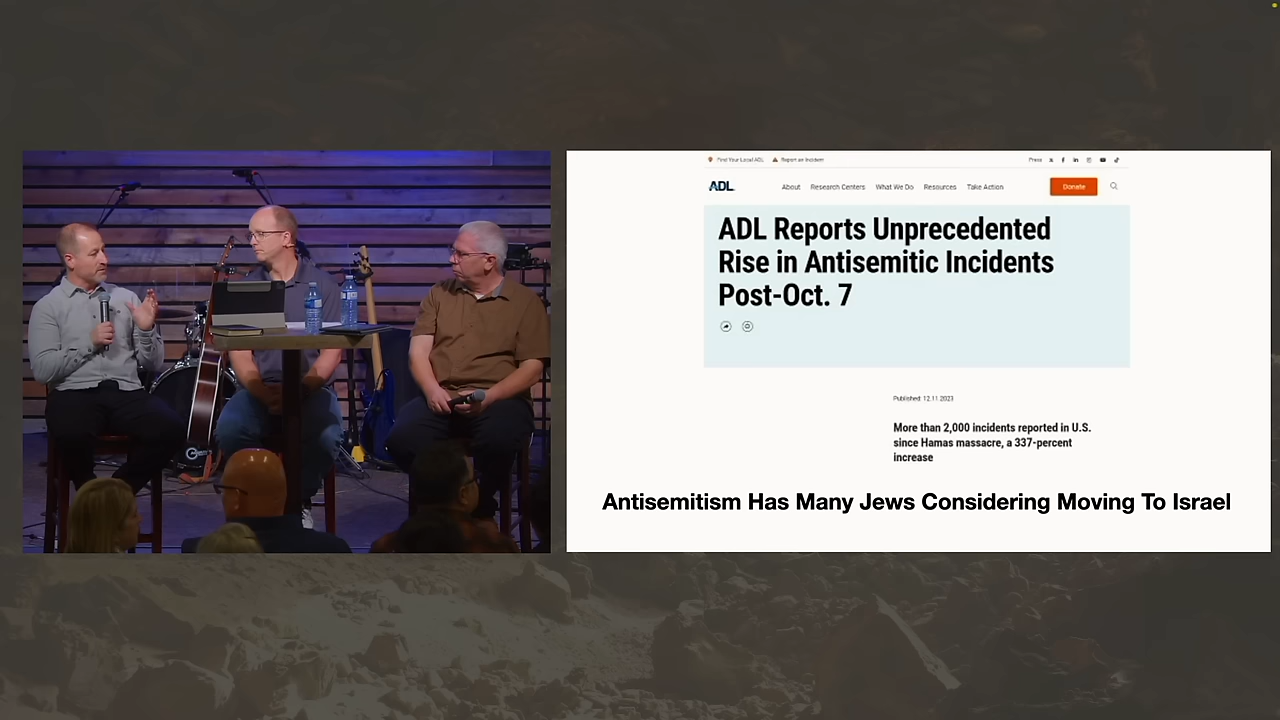 Find Your Local ADL
Report an Incident
Press
ADL
About
Research Centers
What We Do
Resources
Take Action
Donate
ADL Reports Unprecedented
Rise in Antisemitic Incidents
Post-Oct. 7
Published: 12.11.2023
More than 2,000 incidents reported in U.S.
since Hamas massacre, a 337-percent
increase
Antisemitism Has Many Jews Considering Moving To Israel